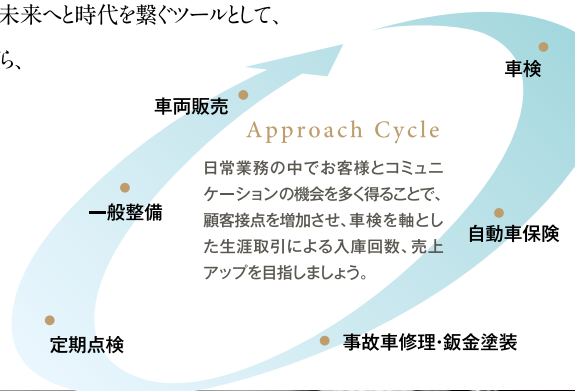 未来へと時代を繋ぐツールとして、
ら、
車検
車両販売
Approach Cycle
日常業務の中でお客様とコミュニ
ケーションの機会を多く得ることで、
顧客接点を増加させ、車検を軸とし
た生涯取引による入庫回数、売上
アップを目指しましょう。
一般整備
自動車保険
定期点検
事故車修理･鈑金塗装